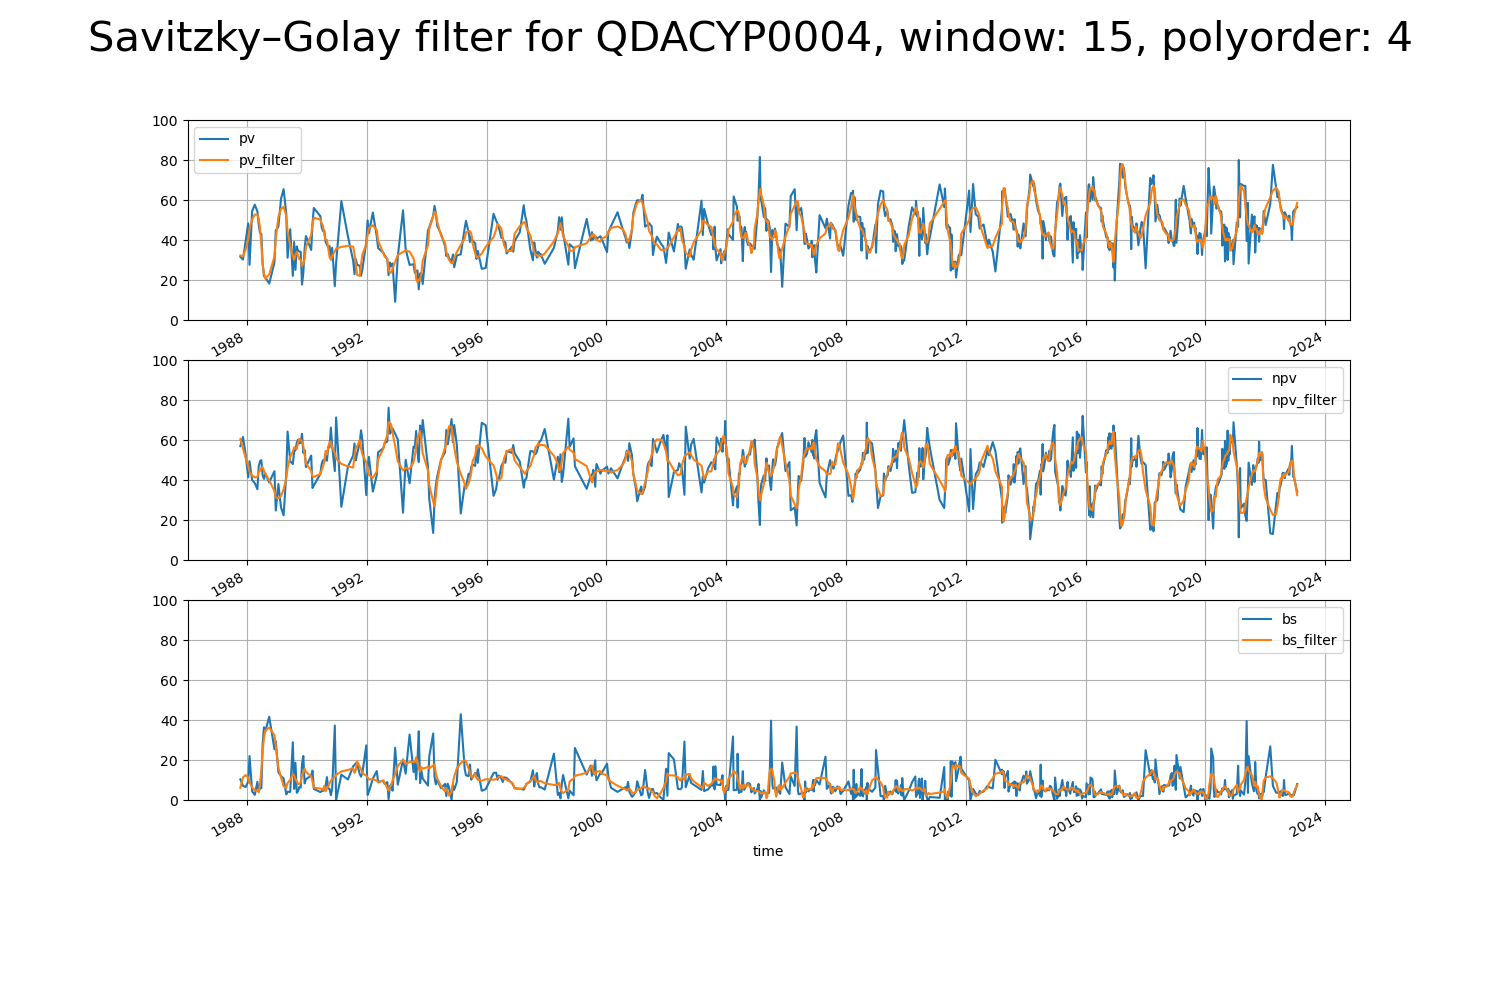 Savitzky–Golay filter for QDACYP0004, window: 15, polyorder: 4
100
80
60
40
20
0
pv
pv_filter
1988 1992 1996 2000 2004 2008 2012 2016 2020 2024
100
80
60
40
20
0
npv
npv_filter
1988 1992 1996 2000 2004 2008 2012 2016 2020 2024
100
80
60
40
20
0
bs
bs_filter
1988 1992 1996 2000 2004 2008 2012 2016 2020 2024
time